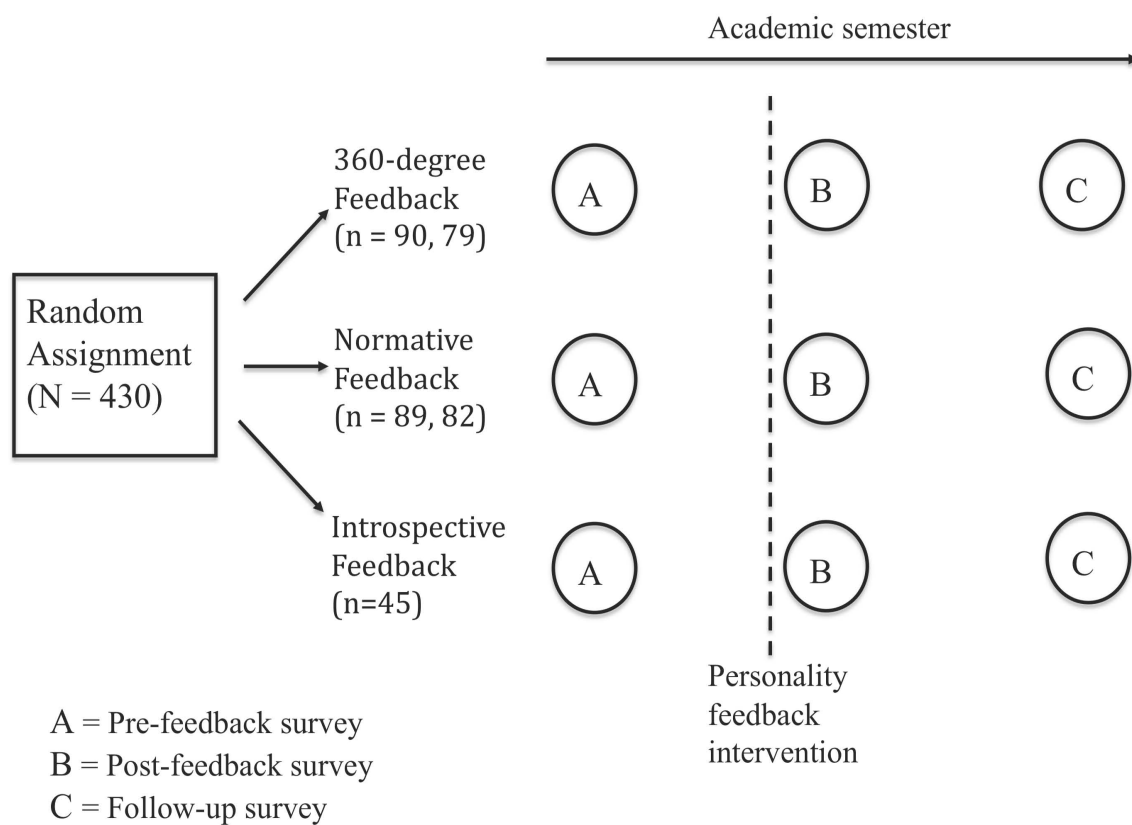 Academic semester
360-degree
Feedback
(n = 90, 79)
A
B
C
Random
Assignment
(N = 430)
Normative
Feedback
(n = 89, 82)
A
B
C
Introspective
Feedback
(n=45)
A
B
C
Personality
feedback
intervention
A = Pre-feedback survey
B = Post-feedback survey
C = Follow-up survey